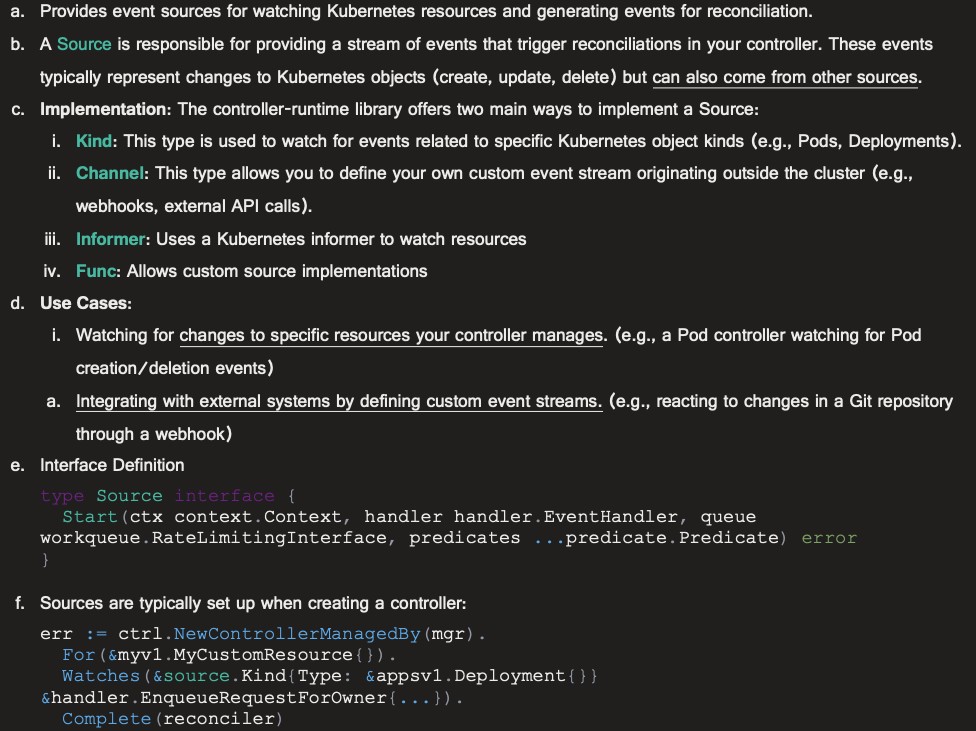 a. Provides event sources for watching Kubernetes resources and generating events for reconciliation.
b. A Source is responsible for providing a stream of events that trigger reconciliations in your controller. These events
typically represent changes to Kubernetes objects (create, update, delete) but can also come from other sources.
c. Implementation: The controller-runtime library offers two main ways to implement a Source:
i. Kind: This type is used to watch for events related to specific Kubernetes object kinds (e.g., Pods, Deployments).
ii. Channel: This type allows you to define your own custom event stream originating outside the cluster (e.g.,
webhooks, external API calls).
iii. Informer: Uses a Kubernetes informer to watch resources
iv. Func: Allows custom source implementations
d. Use Cases:
i. Watching for changes to specific resources your controller manages. (e.g., a Pod controller watching for Pod
creation/deletion events)
a. Integrating with external systems by defining custom event streams. (e.g., reacting to changes in a Git repository
through a webhook)
e. Interface Definition
type Source interface {
Start(ctx context.Context, handler handler.EventHandler, queue
workqueue.RateLimitingInterface, predicates ...predicate.Predicate) error
}
f. Sources are typically set up when creating a controller:
err := ctrl.NewControllerManagedBy(mgr).
For(&myv1.MyCustomResource{}).
Watches(&source.Kind{Type: &appsv1.Deployment{}}
&handler.EnqueueRequestForOwner{...}).
Complete(reconciler)